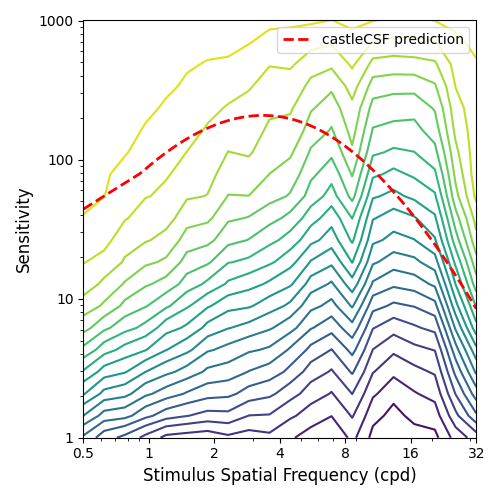 1000
castleCSF prediction
100
10
1
Sensitivity
0.5 1 2 4 8 16 32
Stimulus Spatial Frequency (cpd)